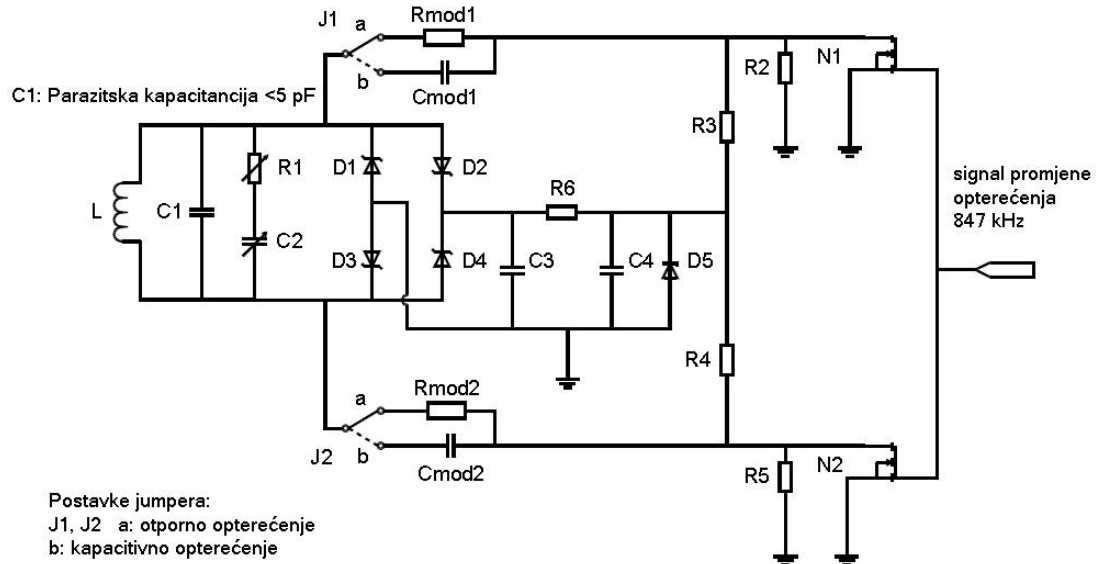 J1
a
Rmod1
b
Cmod1
R2
N1
C1: Parazitska kapacitancija <5 pF
R3
L
C1
R1
C2
D1
D2
D3
D4
R6
C3
C4
D5
signal promjene
opterećenja
847 kHz
R4
a
Rmod2
J2
b
Cmod2
R5
N2
Postavke jumpera:
J1, J2 a: otporno opterećenje
b: kapacitivno opterećenje